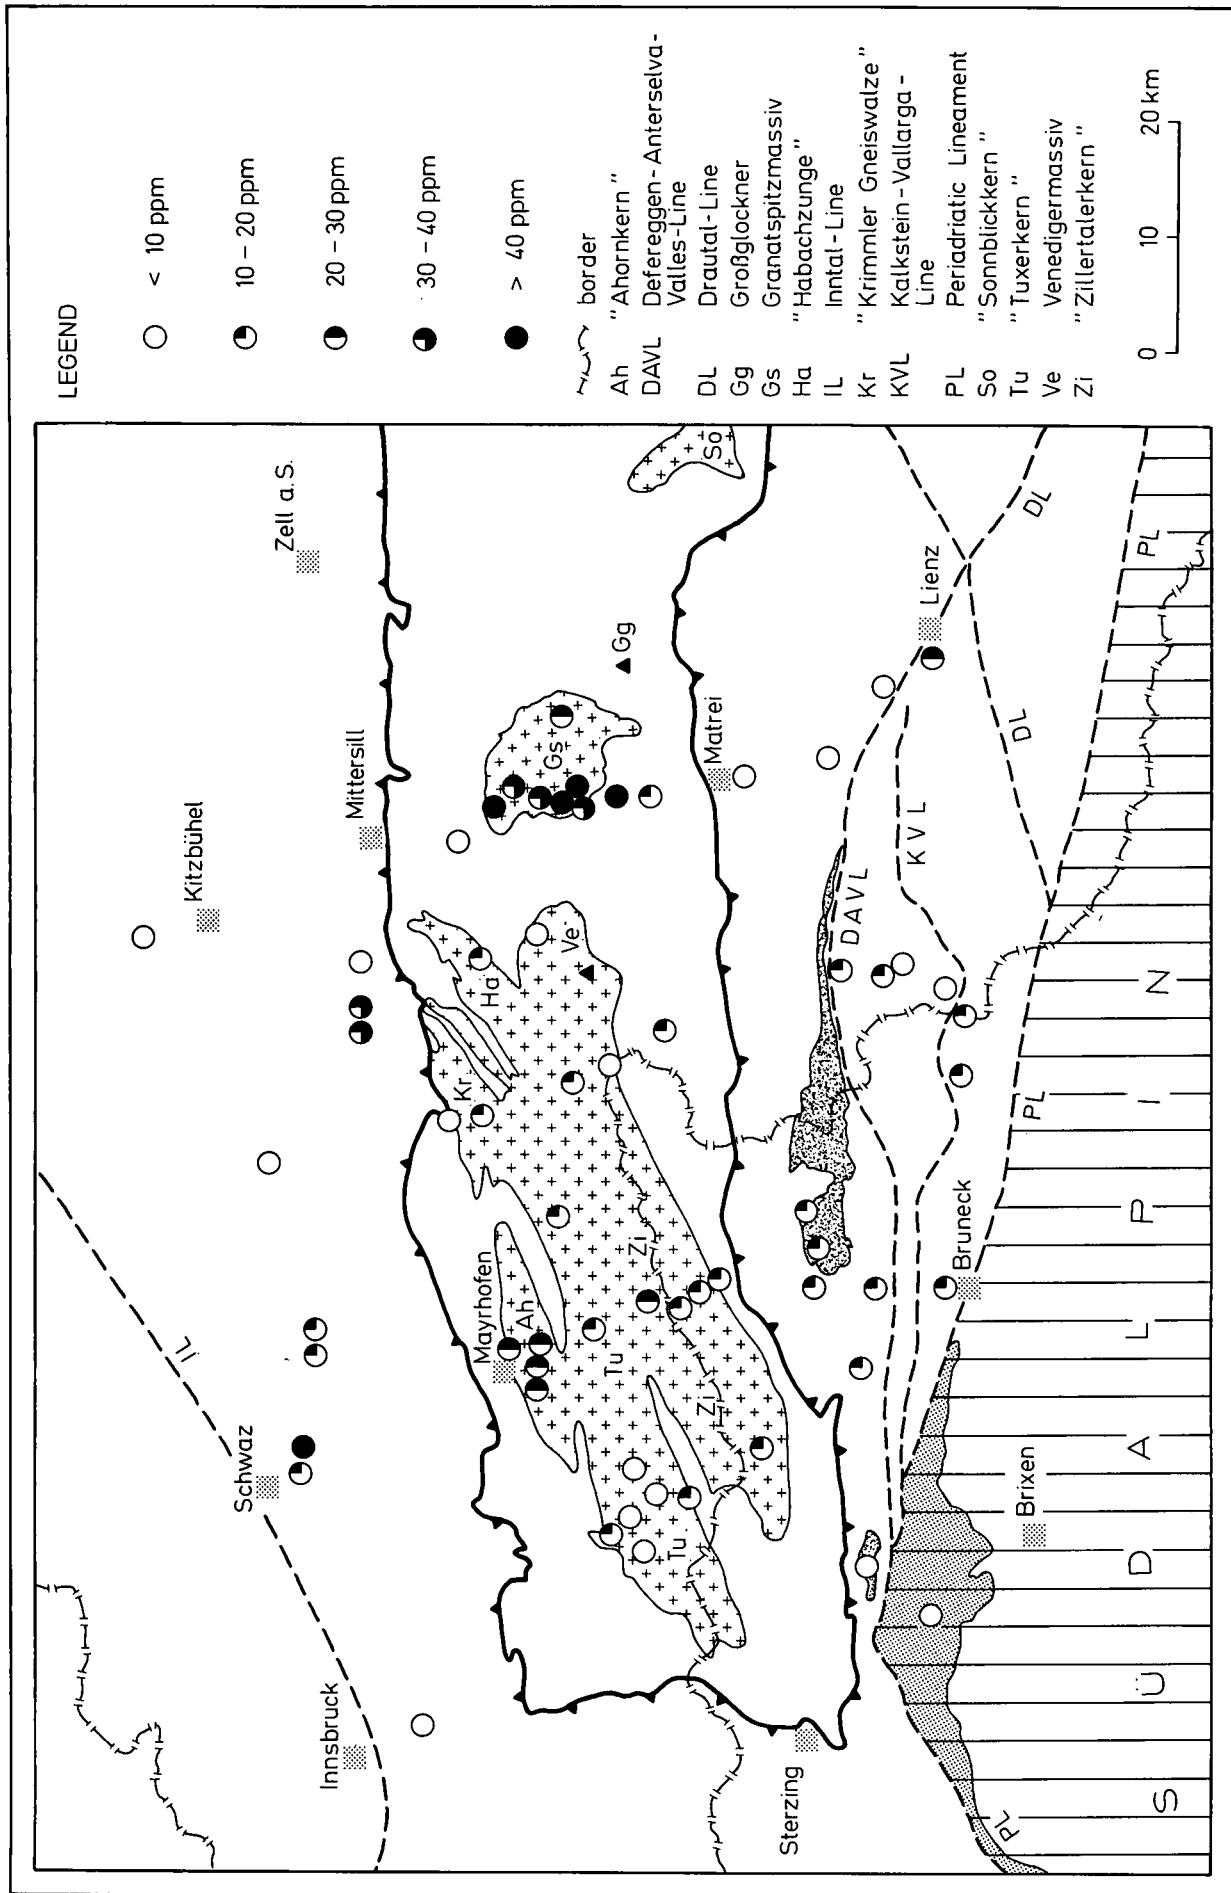 LEGEND
< 10 ppm
10 – 20 ppm
20 – 30 ppm
30 – 40 ppm
> 40 ppm
border
Ah "Ahornkern"
DAVL Defereggen-Anterselva-
Valles-Line
DL Drautal-Line
Gg Großglockner
Gs Granatspitzmassiv
Ha "Habachzunge"
IL Inntal-Line
Kr "Krimmler Gneiswalze"
KVL Kalkstein-Vallarga-
Line
PL Periadriatic Lineament
So "Sonnblickkern"
Tu "Tuxerkern"
Ve Venedigermassiv
Zi "Zillertalerkern"
0 10 20 km
Zell a.S.
Kitzbühel
Mittersill
IL
Schwaz
Innsbruck
Mayrhofen
Ah
Kr
Ha
Ve
Gs
Gg
So
Tu
Tu
Zi
Zi
Matrei
Lienz
Sterzing
DAVL
KVL
DL
DL
DL
PL
PL
PL
Bruneck
Brixen
SÜDALPIN